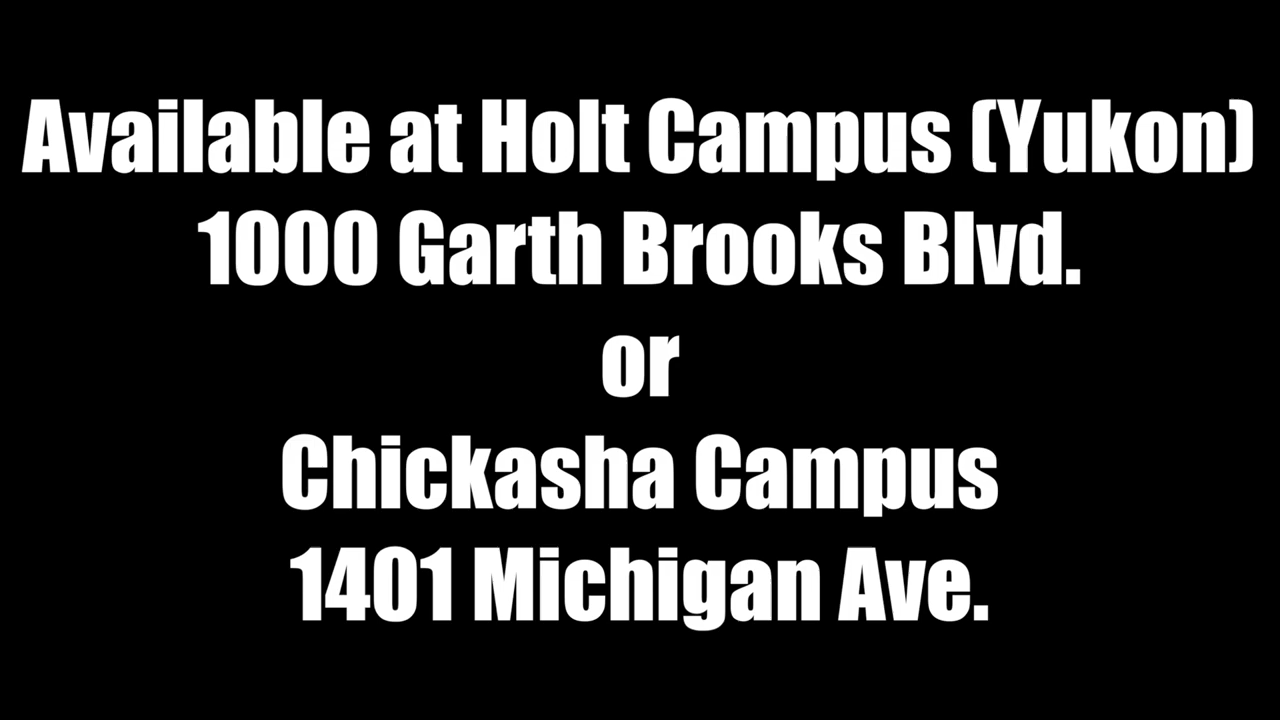 Available at Holt Campus (Yukon)
1000 Garth Brooks Blvd.
or
Chickasha Campus
1401 Michigan Ave.